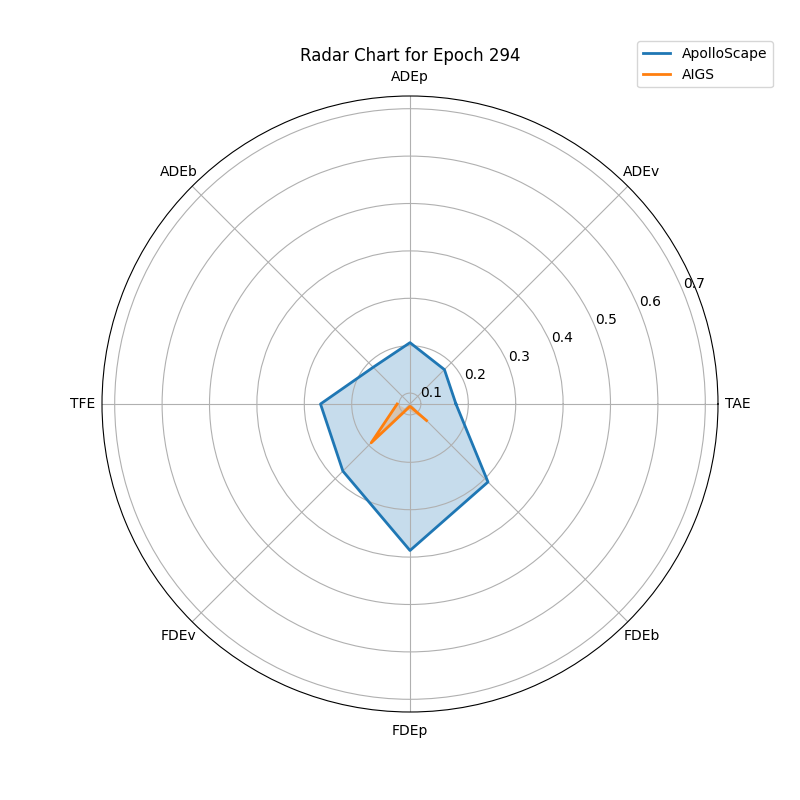 Radar Chart for Epoch 294
ApolloScape
AIGS
ADEp
ADEb
ADEv
0.7
0.6
0.5
0.4
0.3
0.2
0.1
TFE
TAE
FDEv
FDEb
FDEp